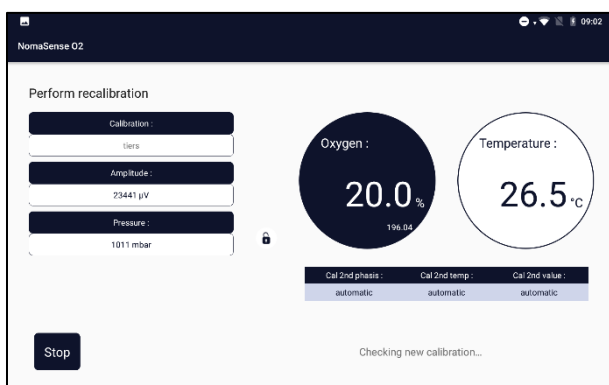 09:02
NomaSense O2
Perform recalibration
Calibration :
tiers
Amplitude :
23441 µV
Pressure :
1011 mbar
Oxygen :
20.0 %
196.04
Temperature :
26.5 °C
Cal 2nd phasis : Cal 2nd temp : Cal 2nd value :
automatic automatic automatic
Stop
Checking new calibration...